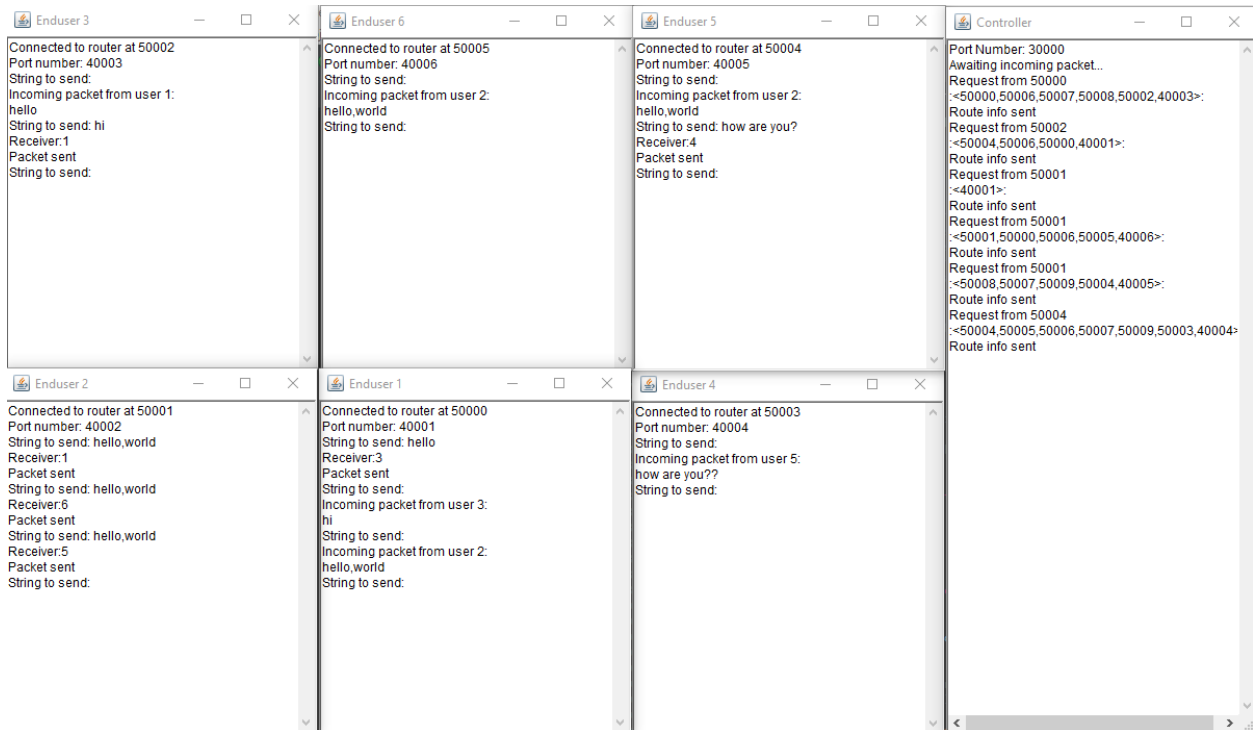 Enduser 3
Connected to router at 50002
Port number: 40003
String to send:
Incoming packet from user 1:
hello
String to send: hi
Receiver:1
Packet sent
String to send:
Enduser 6
Connected to router at 50005
Port number: 40006
String to send:
Incoming packet from user 2:
hello,world
String to send:
Enduser 5
Connected to router at 50004
Port number: 40005
String to send:
Incoming packet from user 2:
hello,world
String to send: how are you?
Receiver:4
Packet sent
String to send:
Controller
Port Number: 30000
Awaiting incoming packet...
Request from 50000
:<50000,50006,50007,50008,50002,40003>:
Route info sent
Request from 50002
:<50004,50006,50000,40001>:
Route info sent
Request from 50001
:<40001>:
Route info sent
Request from 50001
:<50001,50000,50006,50005,40006>:
Route info sent
Request from 50001
:<50008,50007,50009,50004,40005>:
Route info sent
Request from 50004
:<50004,50005,50006,50007,50009,50003,40004>
Route info sent
Enduser 2
Connected to router at 50001
Port number: 40002
String to send: hello,world
Receiver:1
Packet sent
String to send: hello,world
Receiver:6
Packet sent
String to send: hello,world
Receiver:5
Packet sent
String to send:
Enduser 1
Connected to router at 50000
Port number: 40001
String to send: hello
Receiver:3
Packet sent
String to send:
Incoming packet from user 3:
hi
String to send:
Incoming packet from user 2:
hello,world
String to send:
Enduser 4
Connected to router at 50003
Port number: 40004
String to send:
Incoming packet from user 5:
how are you??
String to send: